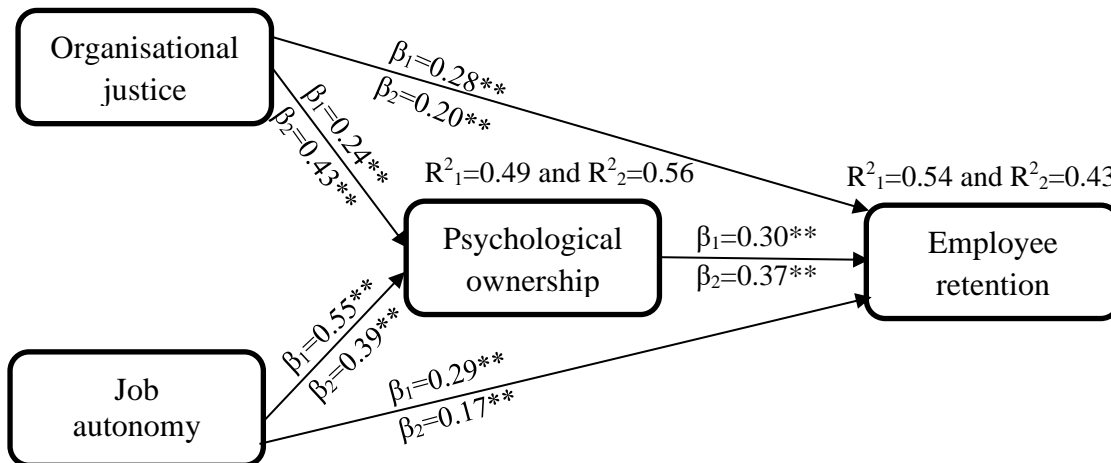 Organisational
justice
β₁=0.28**
β₂=0.20**
β₁=0.24**
β₂=0.43**
R²₁=0.49 and R²₂=0.56
R²₁=0.54 and R²₂=0.43
Psychological
ownership
β₁=0.30**
β₂=0.37**
Employee
retention
β₁=0.55**
β₂=0.39**
Job
autonomy
β₁=0.29**
β₂=0.17**